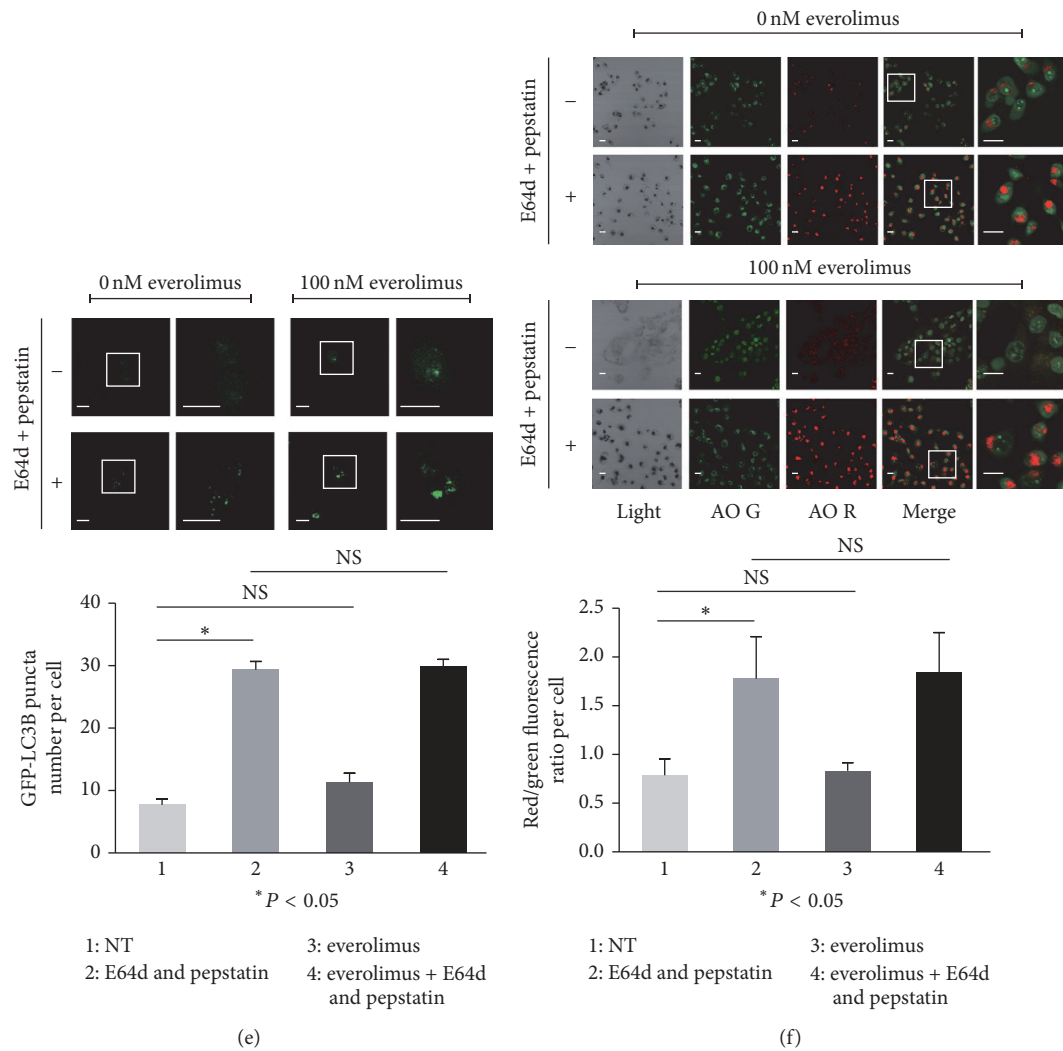 0 nM everolimus
E64d + pepstatin
−
+
100 nM everolimus
E64d + pepstatin
−
+
Light
AO G
AO R
Merge
0 nM everolimus
100 nM everolimus
E64d + pepstatin
−
+
NS
NS
*
40
30
20
10
0
GFP-LC3B puncta
number per cell
1
2
3
4
* P < 0.05
1: NT
2: E64d and pepstatin
3: everolimus
4: everolimus + E64d
and pepstatin
(e)
NS
NS
*
2.5
2.0
1.5
1.0
0.5
0.0
Red/green fluorescence
ratio per cell
1
2
3
4
* P < 0.05
1: NT
2: E64d and pepstatin
3: everolimus
4: everolimus + E64d
and pepstatin
(f)